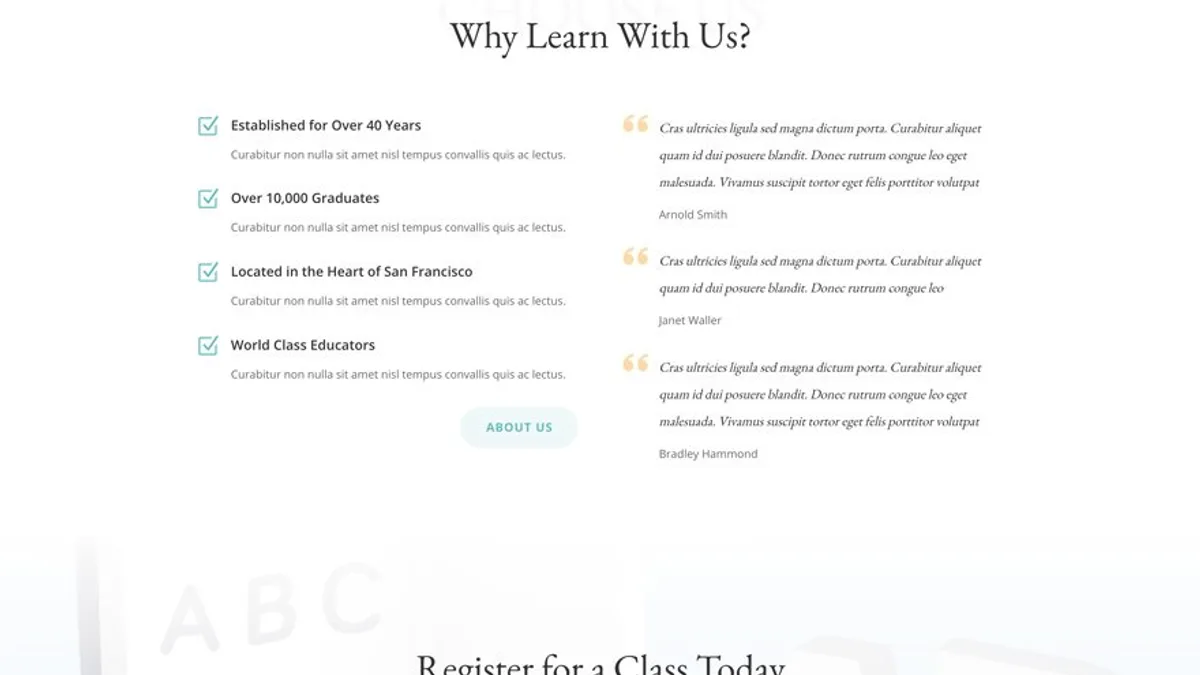 CHOOSE US
Why Learn With Us?
Established for Over 40 Years
Curabitur non nulla sit amet nisl tempus convallis quis ac lectus.
Over 10,000 Graduates
Curabitur non nulla sit amet nisl tempus convallis quis ac lectus.
Located in the Heart of San Francisco
Curabitur non nulla sit amet nisl tempus convallis quis ac lectus.
World Class Educators
Curabitur non nulla sit amet nisl tempus convallis quis ac lectus.
ABOUT US
Cras ultricies ligula sed magna dictum porta. Curabitur aliquet
quam id dui posuere blandit. Donec rutrum congue leo eget
malesuada. Vivamus suscipit tortor eget felis porttitor volutpat
Arnold Smith
Cras ultricies ligula sed magna dictum porta. Curabitur aliquet
quam id dui posuere blandit. Donec rutrum congue leo
Janet Waller
Cras ultricies ligula sed magna dictum porta. Curabitur aliquet
quam id dui posuere blandit. Donec rutrum congue leo eget
malesuada. Vivamus suscipit tortor eget felis porttitor volutpat
Bradley Hammond
ABC
Register for a Class Today